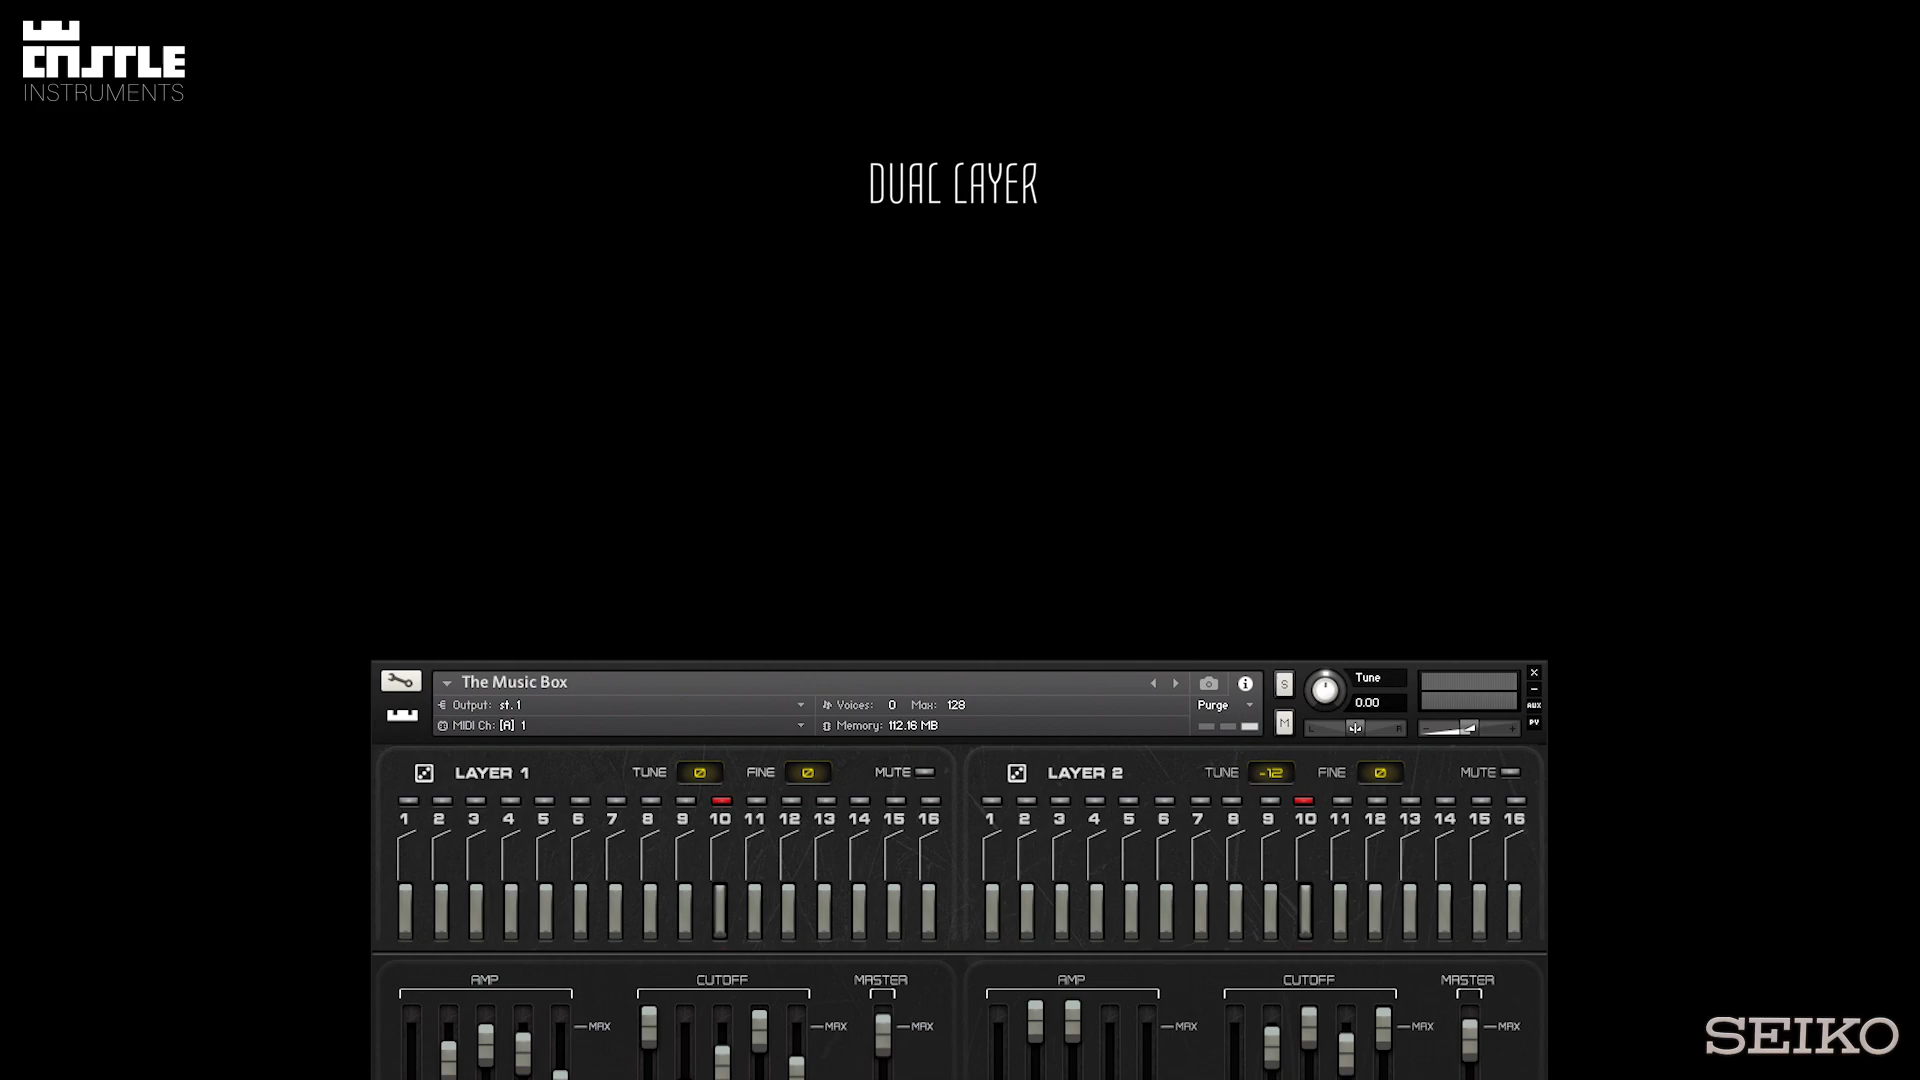 CASTLE
INSTRUMENTS
DUAL LAYER
The Music Box
Output: st. 1
Voices: 0 Max: 128
Purge
MIDI Ch: [A] 1
Memory: 112.16 MB
S
M
Tune
0.00
L R
- +
×
-
AUX
PV
LAYER 1 TUNE 0 FINE 0 MUTE
1 2 3 4 5 6 7 8 9 10 11 12 13 14 15 16
LAYER 2 TUNE -12 FINE 0 MUTE
1 2 3 4 5 6 7 8 9 10 11 12 13 14 15 16
AMP CUTOFF MASTER
MAX MAX MAX
AMP CUTOFF MASTER
MAX MAX MAX
SEIKO